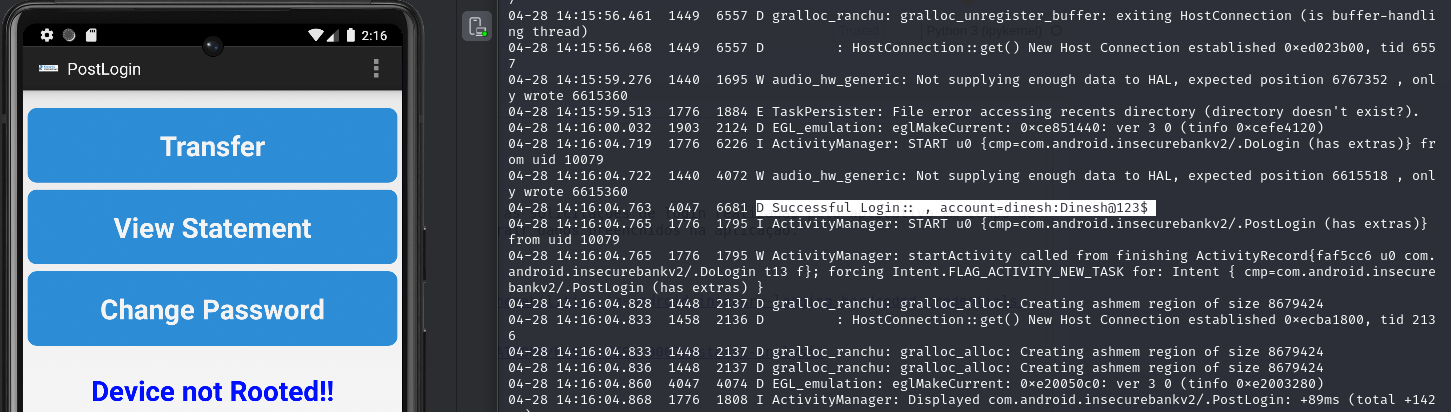 2:16
PostLogin
Transfer
View Statement
Change Password
Device not Rooted!!
04-28 14:15:56.461  1449  6557 D gralloc_ranchu: gralloc_unregister_buffer: exiting HostConnection (is buffer-handli
ng thread)
04-28 14:15:56.468  1449  6557 D         : HostConnection::get() New Host Connection established 0×ed023b00, tid 655
7
04-28 14:15:59.276  1440  1695 W audio_hw_generic: Not supplying enough data to HAL, expected position 6767352 , onl
y wrote 6615360
04-28 14:15:59.513  1776  1884 E TaskPersister: File error accessing recents directory (directory doesn't exist?).
04-28 14:16:00.032  1903  2124 D EGL_emulation: eglMakeCurrent: 0×ce851440: ver 3 0 (tinfo 0×cefe4120)
04-28 14:16:04.719  1776  6226 I ActivityManager: START u0 {cmp=com.android.insecurebankv2/.DoLogin (has extras)} fr
om uid 10079
04-28 14:16:04.722  1440  4072 W audio_hw_generic: Not supplying enough data to HAL, expected position 6615518 , onl
y wrote 6615360
04-28 14:16:04.763  4047  6681 D Successful Login:: , account=dinesh:Dinesh@123$
04-28 14:16:04.765  1776  1795 I ActivityManager: START u0 {cmp=com.android.insecurebankv2/.PostLogin (has extras)}
from uid 10079
04-28 14:16:04.765  1776  1795 W ActivityManager: startActivity called from finishing ActivityRecord{faf5cc6 u0 com.
android.insecurebankv2/.DoLogin t13 f}; forcing Intent.FLAG_ACTIVITY_NEW_TASK for: Intent { cmp=com.android.insecure
bankv2/.PostLogin (has extras) }
04-28 14:16:04.828  1448  2137 D gralloc_ranchu: gralloc_alloc: Creating ashmem region of size 8679424
04-28 14:16:04.833  1458  2136 D         : HostConnection::get() New Host Connection established 0×ecba1800, tid 213
6
04-28 14:16:04.833  1448  2137 D gralloc_ranchu: gralloc_alloc: Creating ashmem region of size 8679424
04-28 14:16:04.836  1448  2137 D gralloc_ranchu: gralloc_alloc: Creating ashmem region of size 8679424
04-28 14:16:04.860  4047  4074 D EGL_emulation: eglMakeCurrent: 0×e20050c0: ver 3 0 (tinfo 0×e2003280)
04-28 14:16:04.868  1776  1808 I ActivityManager: Displayed com.android.insecurebankv2/.PostLogin: +89ms (total +142